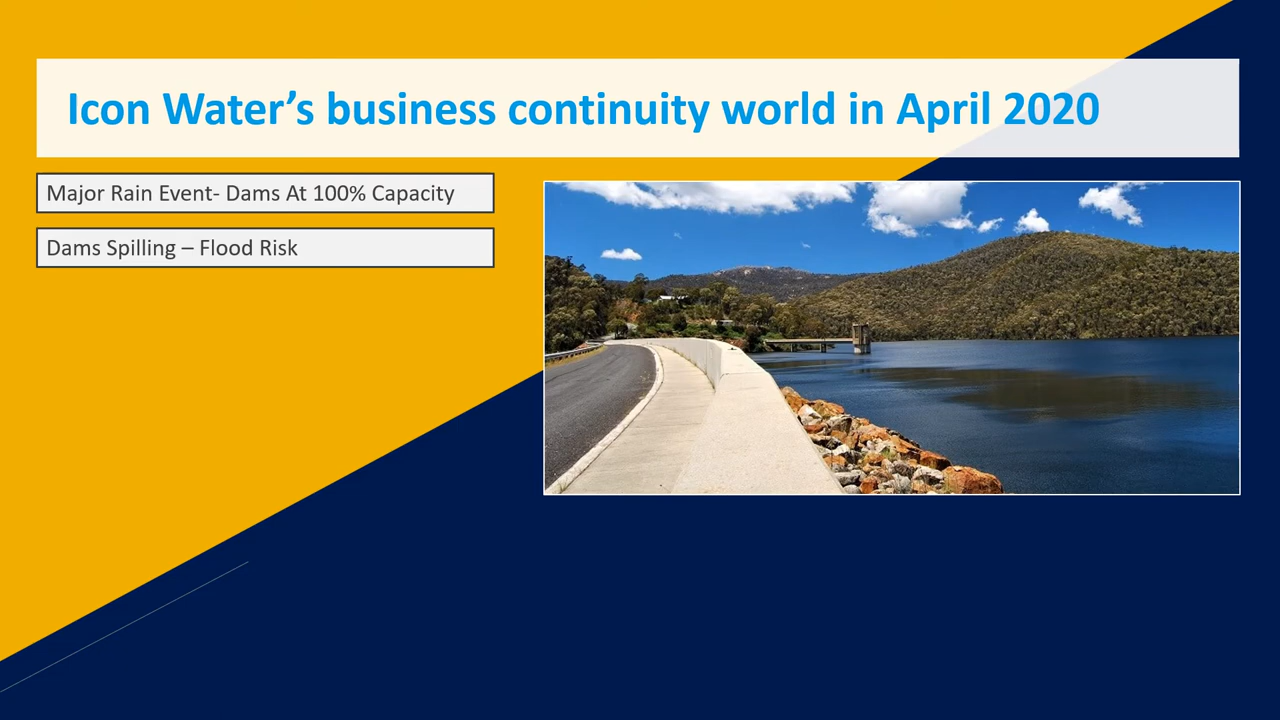 Icon Water’s business continuity world in April 2020
Major Rain Event- Dams At 100% Capacity
Dams Spilling – Flood Risk